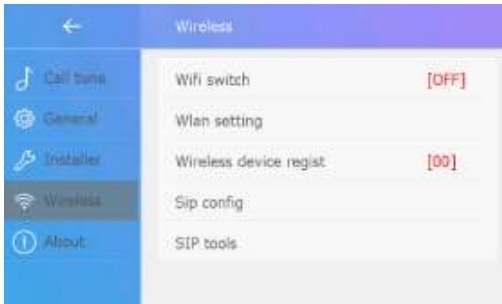 Wireless
Call tune
General
Installer
Wireless
About
Wifi switch [OFF]
Wlan setting
Wireless device regist [00]
Sip config
SIP tools